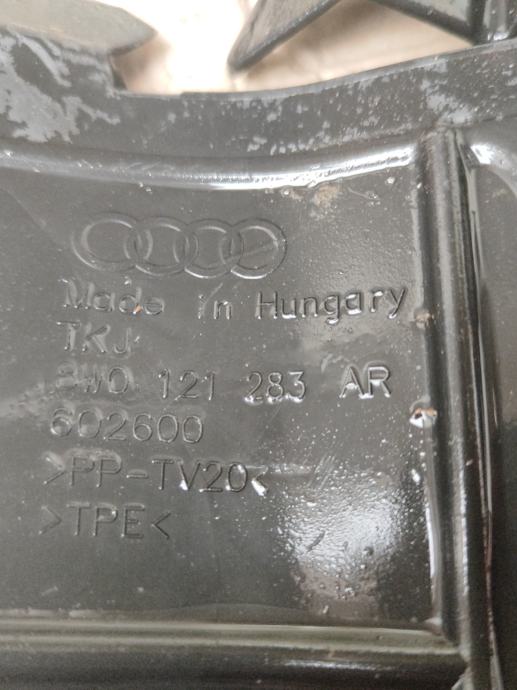 Made in Hungary
TKJ
8W0 121 283 AR
602600
>PP-TV20<
>TPE<